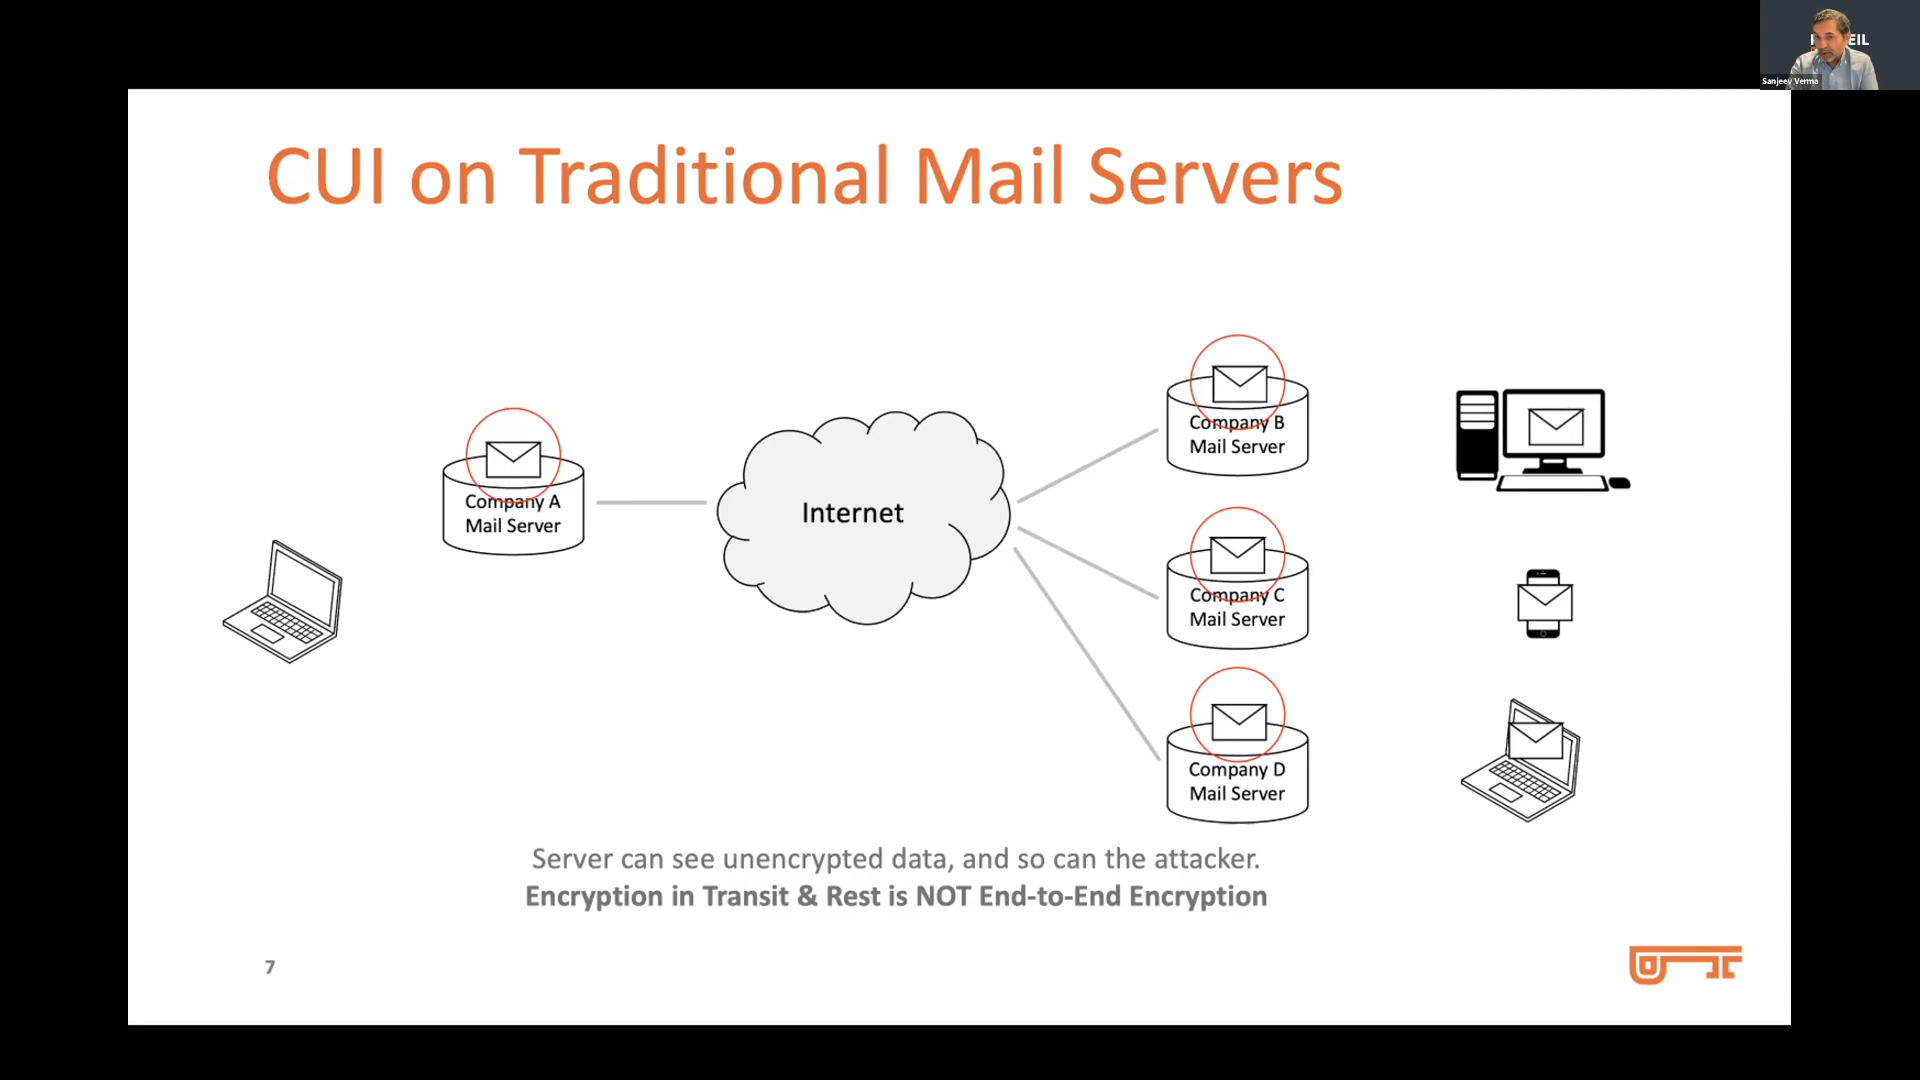 Sanjeev Verma
CUI on Traditional Mail Servers
Company A
Mail Server
Internet
Company B
Mail Server
Company C
Mail Server
Company D
Mail Server
Server can see unencrypted data, and so can the attacker.
Encryption in Transit & Rest is NOT End-to-End Encryption
7